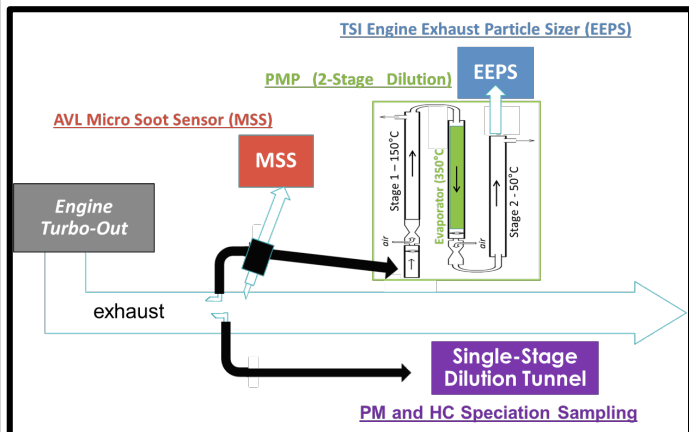 TSI Engine Exhaust Particle Sizer (EEPS)
EEPS
PMP (2-Stage Dilution)
AVL Micro Soot Sensor (MSS)
MSS
Stage 1 – 150°C
Evaporator (350°C
Stage 2 - 50°C
air
air
Engine
Turbo-Out
exhaust
Single-Stage
Dilution Tunnel
PM and HC Speciation Sampling